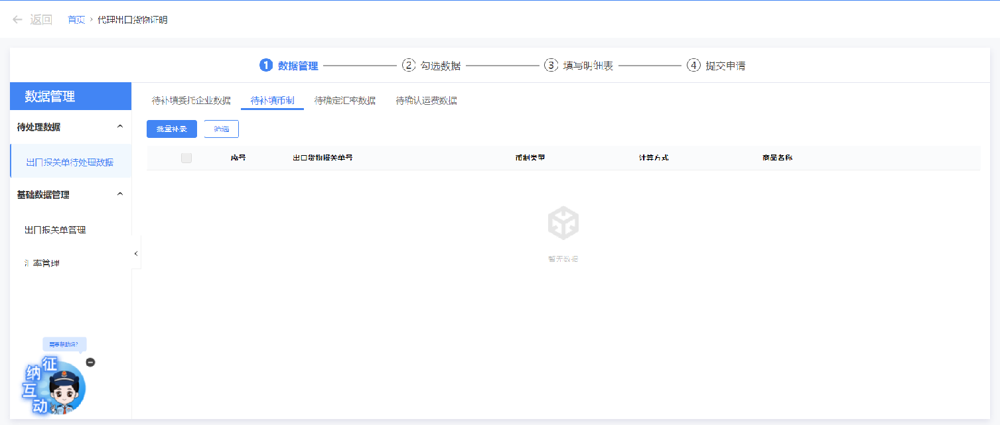 返回 首页 > 代理出口货物证明
1 数据管理 2 勾选数据 3 填写明细表 4 提交申请
数据管理
待处理数据
出口报关单待处理数据
基础数据管理
出口报关单管理
汇率管理
待补填委托企业数据 待补填币制 待确定汇率数据 待确认运费数据
批量补录 筛选
序号 出口货物报关单号 币制类型 计算方式 商品名称
暂无数据
需要帮助吗?
征纳互动